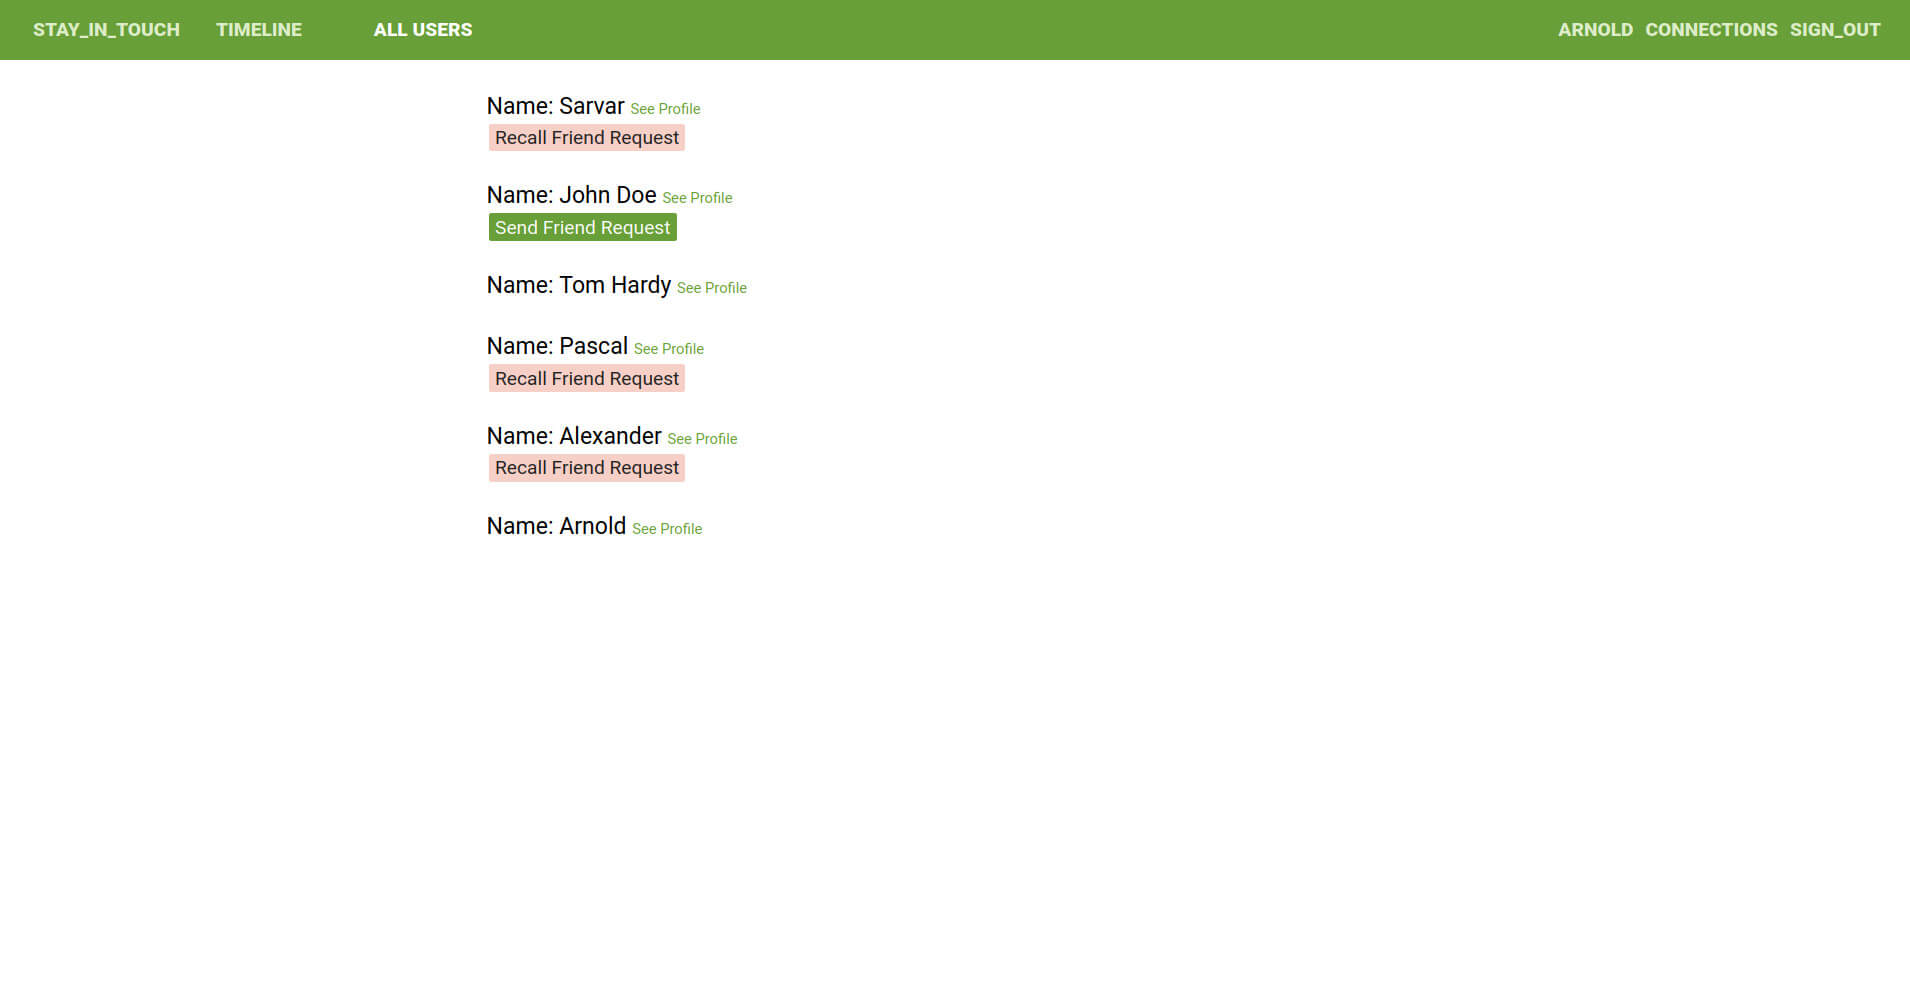 STAY_IN_TOUCH TIMELINE ALL USERS ARNOLD CONNECTIONS SIGN_OUT
Name: Sarvar See Profile
Recall Friend Request
Name: John Doe See Profile
Send Friend Request
Name: Tom Hardy See Profile
Name: Pascal See Profile
Recall Friend Request
Name: Alexander See Profile
Recall Friend Request
Name: Arnold See Profile